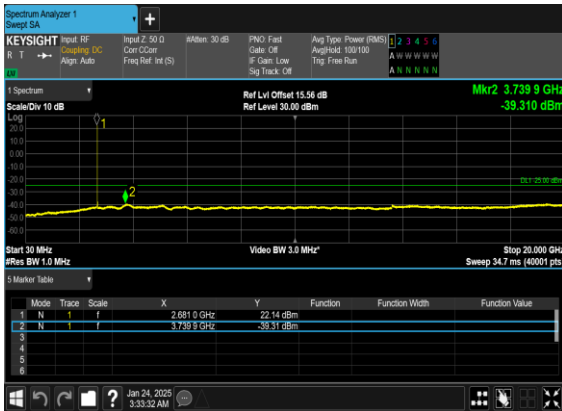 Spectrum Analyzer 1
Swept SA
KEYSIGHT
R T
LXI
Input: RF
Coupling: DC
Align: Auto
Input Z: 50 Ω
Corr CCorr
Freq Ref: Int (S)
#Atten: 30 dB
PNO: Fast
Gate: Off
IF Gain: Low
Sig Track: Off
Avg Type: Power (RMS)
Avg|Hold: 100/100
Trig: Free Run
1 2 3 4 5 6
A W W W W W
A N N N N N
1 Spectrum
Scale/Div 10 dB
Ref Lvl Offset 15.56 dB
Ref Level 30.00 dBm
Mkr2 3.739 9 GHz
-39.310 dBm
Log
20.0
10.0
0.00
-10.0
-20.0
-30.0
-40.0
-50.0
-60.0
1
2
DL1 -25.00 dBm
Start 30 MHz
#Res BW 1.0 MHz
Video BW 3.0 MHz*
Stop 20.000 GHz
Sweep 34.7 ms (40001 pts)
5 Marker Table
Mode Trace Scale X Y Function Function Width Function Value
1 N 1 f 2.681 0 GHz 22.14 dBm
2 N 1 f 3.739 9 GHz -39.31 dBm
3
4
5
6
Jan 24, 2025
3:33:32 AM